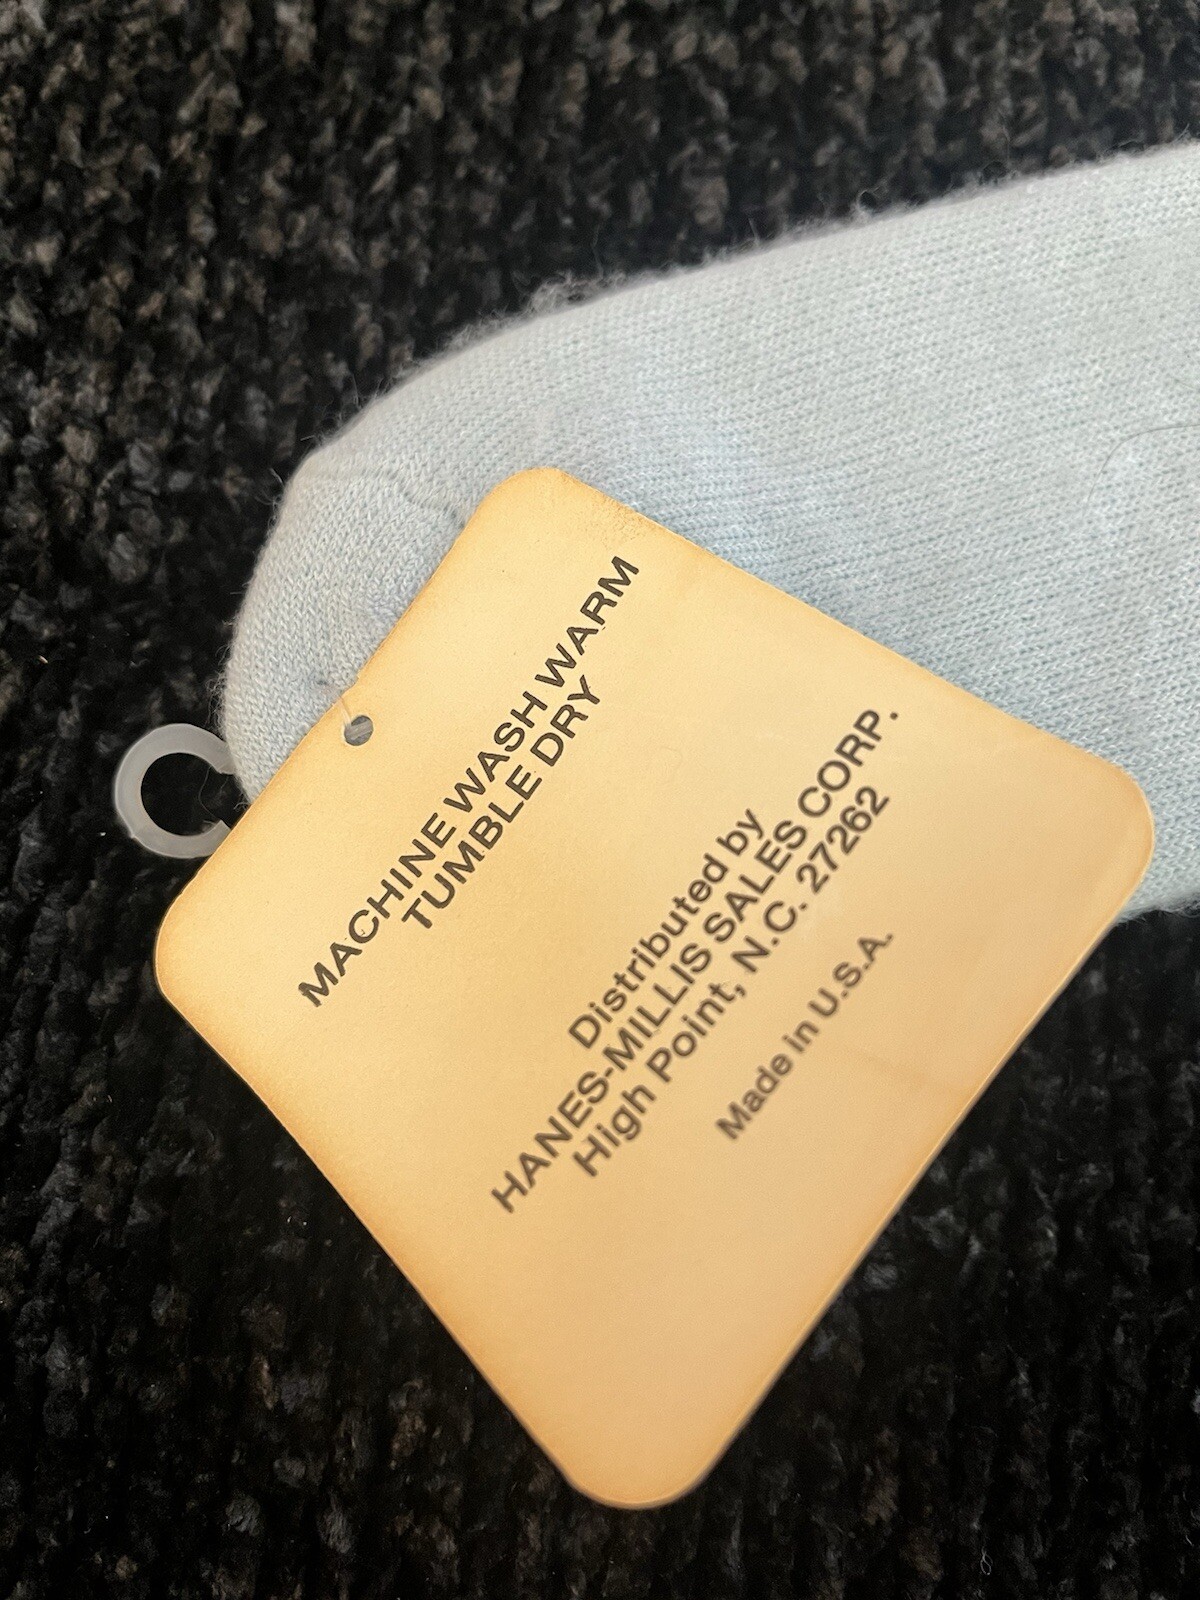 MACHINE WASH WARM
TUMBLE DRY
Distributed by
HANES-MILLIS SALES CORP.
High Point, N.C. 27262
Made in U.S.A.